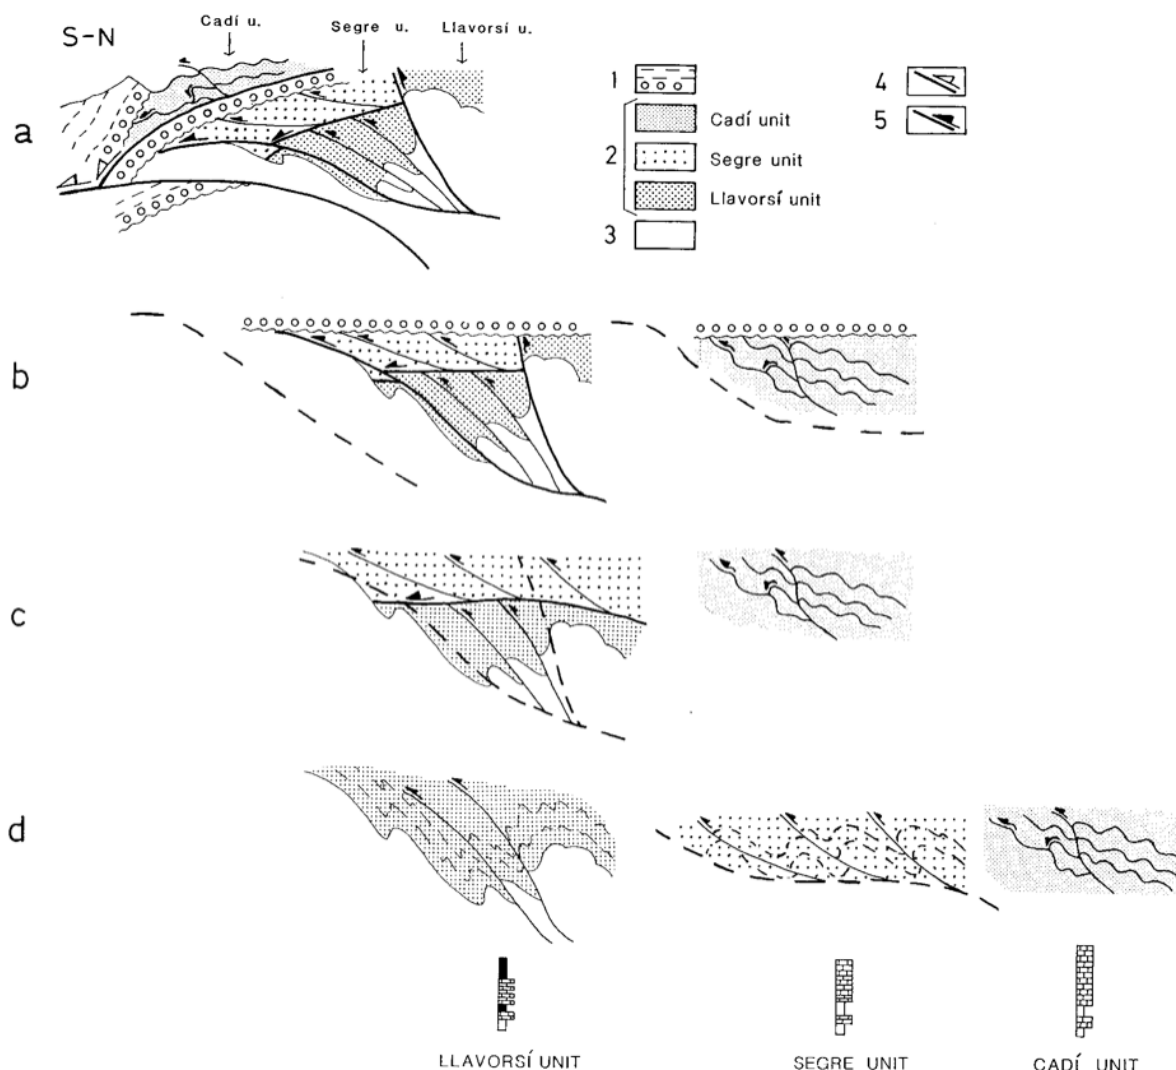 S-N
Cadí u.
Segre u.
Llavorsí u.
a
1
2
Cadí unit
Segre unit
Llavorsí unit
3
4
5
b
c
d
LLAVORSÍ UNIT
SEGRE UNIT
CADÍ UNIT